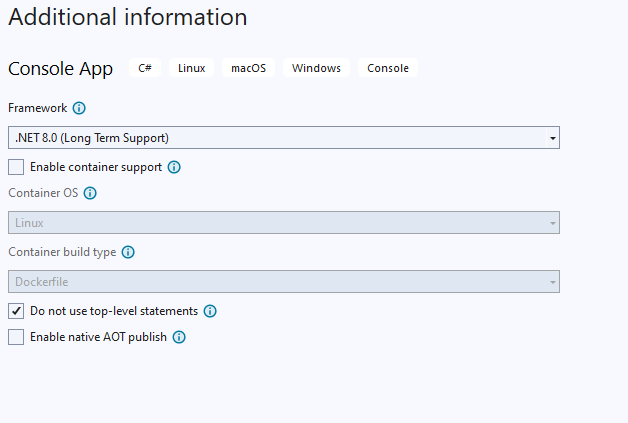 Additional information
Console App C# Linux macOS Windows Console
Framework
.NET 8.0 (Long Term Support)
Enable container support
Container OS
Linux
Container build type
Dockerfile
Do not use top-level statements
Enable native AOT publish